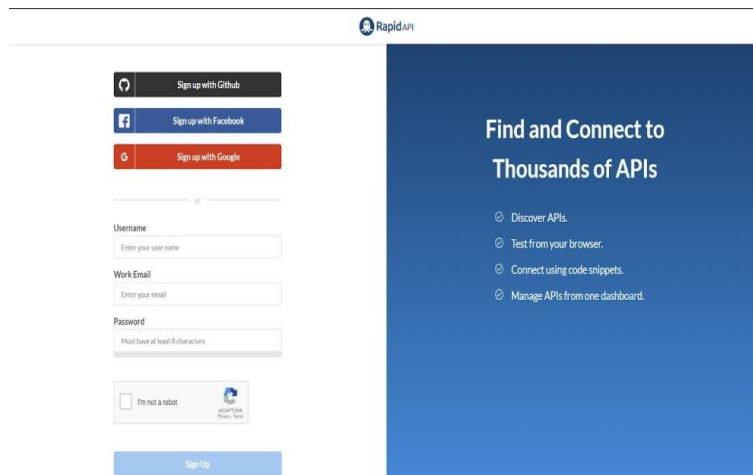 RapidAPI
Sign up with Github
Sign up with Facebook
G Sign up with Google
or
Username
Enter your user name
Work Email
Enter your email
Password
Must have at least 8 characters
I'm not a robot
reCAPTCHA
Privacy - Terms
Sign Up
Find and Connect to
Thousands of APIs
Discover APIs.
Test from your browser.
Connect using code snippets.
Manage APIs from one dashboard.